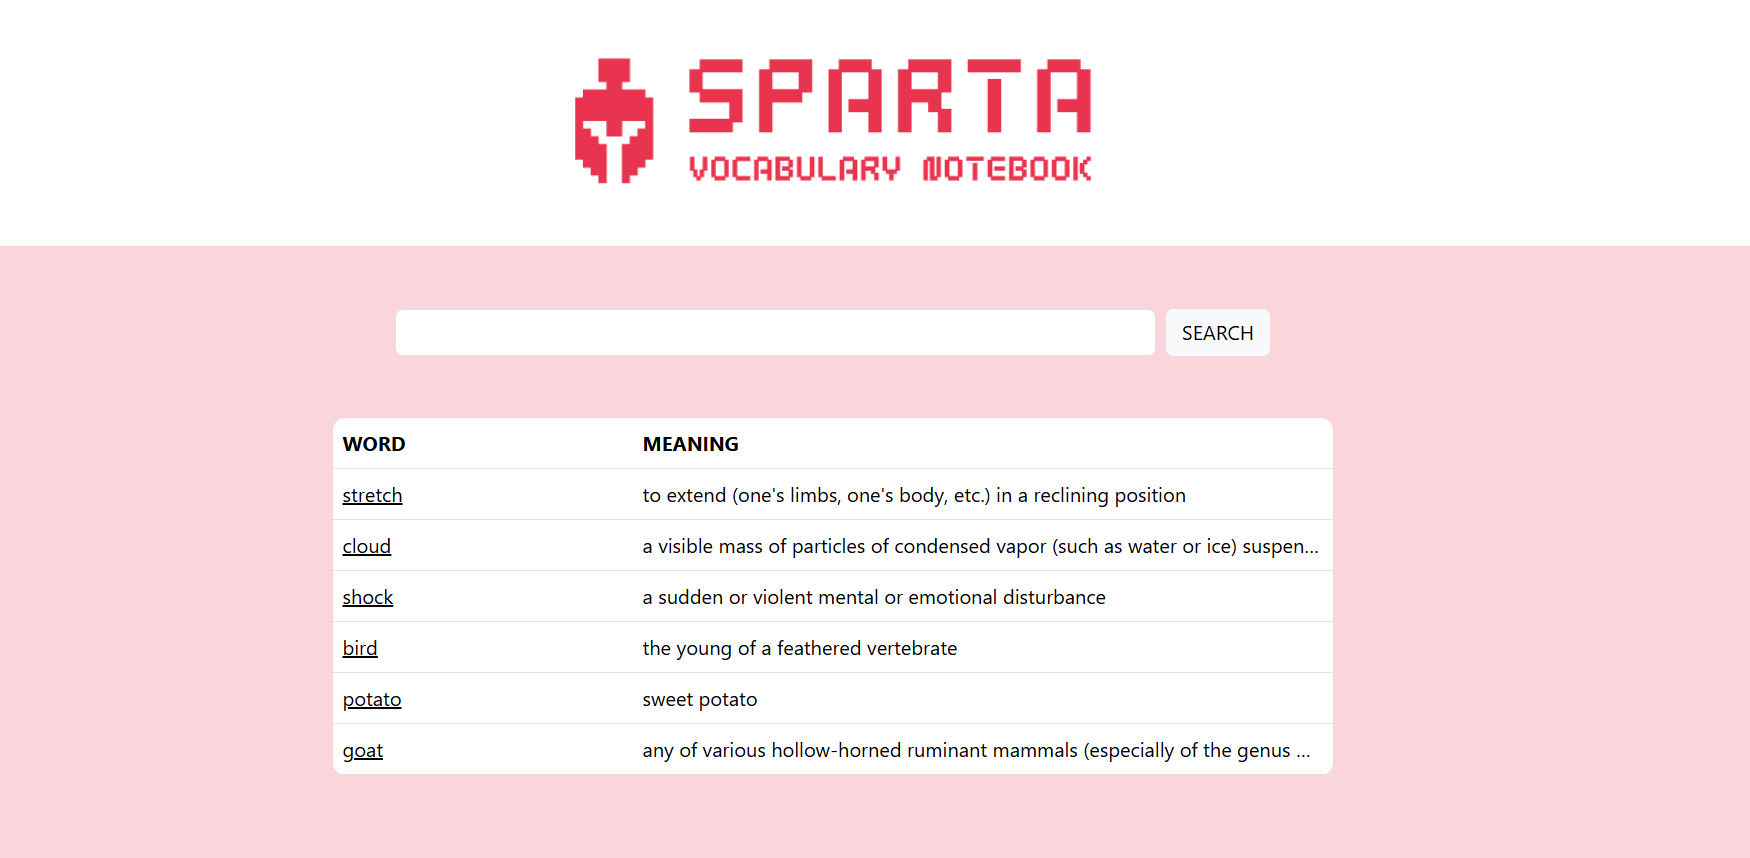 SPARTA
VOCABULARY NOTEBOOK
SEARCH
WORD MEANING
stretch to extend (one's limbs, one's body, etc.) in a reclining position
cloud a visible mass of particles of condensed vapor (such as water or ice) suspen...
shock a sudden or violent mental or emotional disturbance
bird the young of a feathered vertebrate
potato sweet potato
goat any of various hollow-horned ruminant mammals (especially of the genus ...